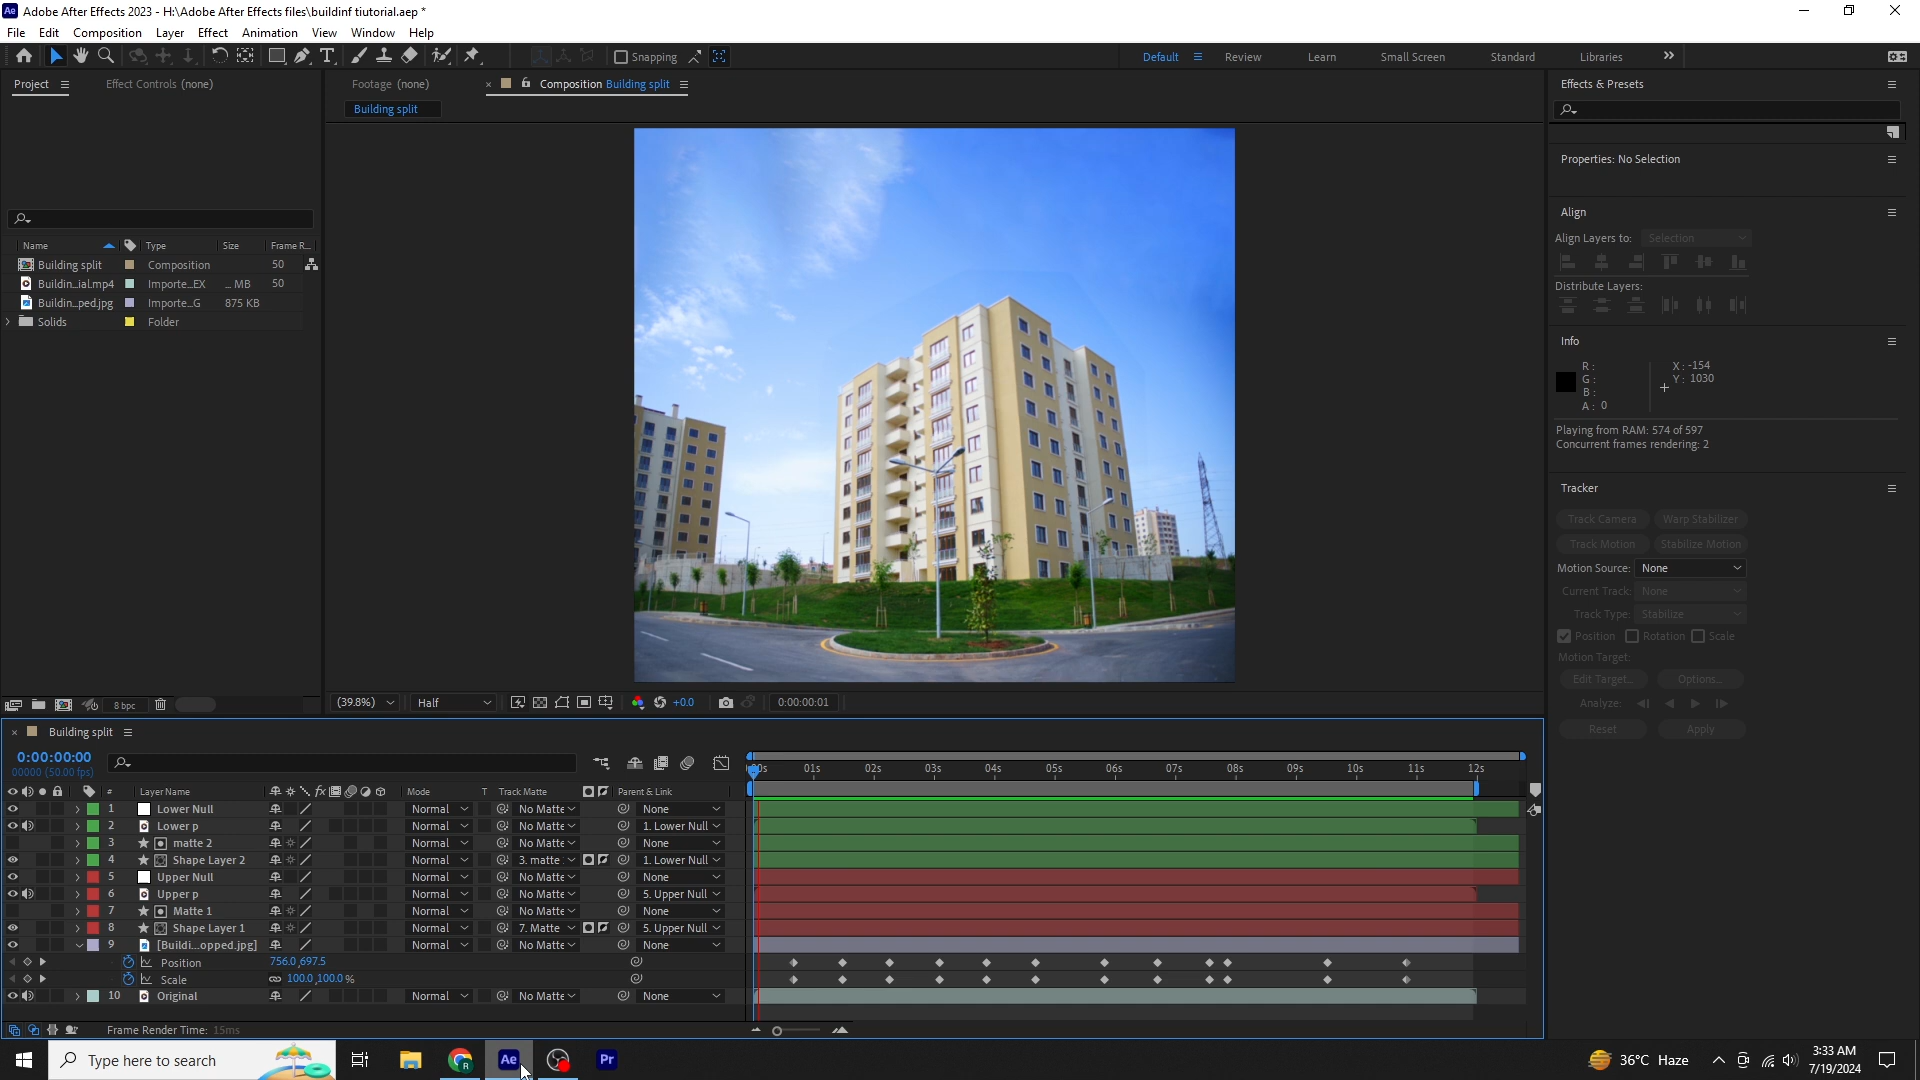 Ae Adobe After Effects 2023 - H:\Adobe After Effects files\buildinf tiutorial.aep *
File Edit Composition Layer Effect Animation View Window Help
Snapping Default Review Learn Small Screen Standard Libraries
Project Effect Controls (none) Footage (none) Composition Building split Effects & Presets
Building split
Properties: No Selection
Align
Align Layers to: Selection
Name Type Size Frame R...
Building split Composition 50
Buildin...ial.mp4 Importe...EX ... MB 50
Distribute Layers:
Buildin...ped.jpg Importe...G 875 KB
Solids Folder
Info
R: X: -154
G: Y: 1030
B:
A: 0
Playing from RAM: 574 of 597
Concurrent frames rendering: 2
Tracker
Track Camera Warp Stabilizer
Track Motion Stabilize Motion
Motion Source: None
Current Track: None
Track Type: Stabilize
Position Rotation Scale
Motion Target:
Edit Target... Options...
Analyze:
Reset Apply
8 bpc (39.8%) Half +0.0 0:00:00:01
Building split
0:00:00:00
00000 (50.00 fps)
:00s 01s 02s 03s 04s 05s 06s 07s 08s 09s 10s 11s 12s
# Layer Name fx Mode T Track Matte Parent & Link
1 Lower Null Normal No Matte None
2 Lower p Normal No Matte 1. Lower Null
3 matte 2 Normal No Matte None
4 Shape Layer 2 Normal 3. matte 1. Lower Null
5 Upper Null Normal No Matte None
6 Upper p Normal No Matte 5. Upper Null
7 Matte 1 Normal No Matte None
8 Shape Layer 1 Normal 7. Matte 5. Upper Null
9 [Buildi...opped.jpg] Normal No Matte None
Position 756.0,697.5
Scale 100.0,100.0 %
10 Original Normal No Matte None
Frame Render Time: 15ms
Type here to search Ae Pr 36°C Haze 3:33 AM
7/19/2024